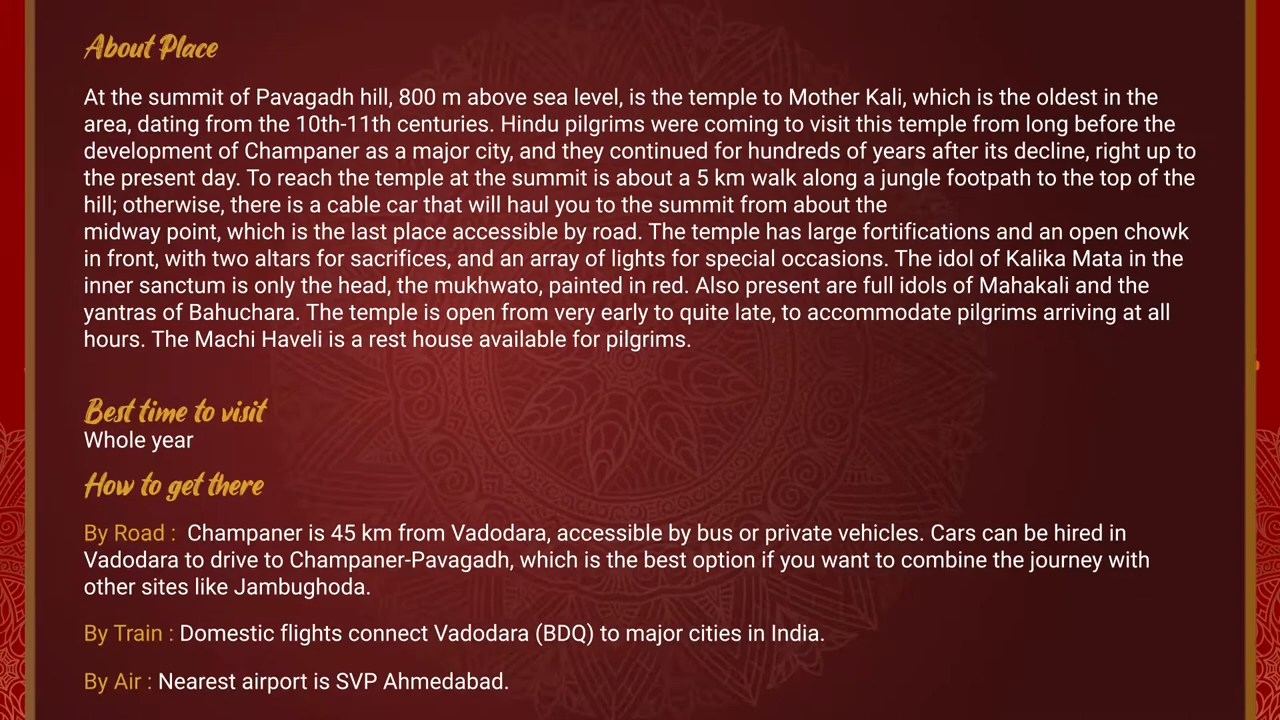 About Place
At the summit of Pavagadh hill, 800 m above sea level, is the temple to Mother Kali, which is the oldest in the
area, dating from the 10th-11th centuries. Hindu pilgrims were coming to visit this temple from long before the
development of Champaner as a major city, and they continued for hundreds of years after its decline, right up to
the present day. To reach the temple at the summit is about a 5 km walk along a jungle footpath to the top of the
hill; otherwise, there is a cable car that will haul you to the summit from about the
midway point, which is the last place accessible by road. The temple has large fortifications and an open chowk
in front, with two altars for sacrifices, and an array of lights for special occasions. The idol of Kalika Mata in the
inner sanctum is only the head, the mukhwato, painted in red. Also present are full idols of Mahakali and the
yantras of Bahuchara. The temple is open from very early to quite late, to accommodate pilgrims arriving at all
hours. The Machi Haveli is a rest house available for pilgrims.
Best time to visit
Whole year
How to get there
By Road : Champaner is 45 km from Vadodara, accessible by bus or private vehicles. Cars can be hired in
Vadodara to drive to Champaner-Pavagadh, which is the best option if you want to combine the journey with
other sites like Jambughoda.
By Train : Domestic flights connect Vadodara (BDQ) to major cities in India.
By Air : Nearest airport is SVP Ahmedabad.